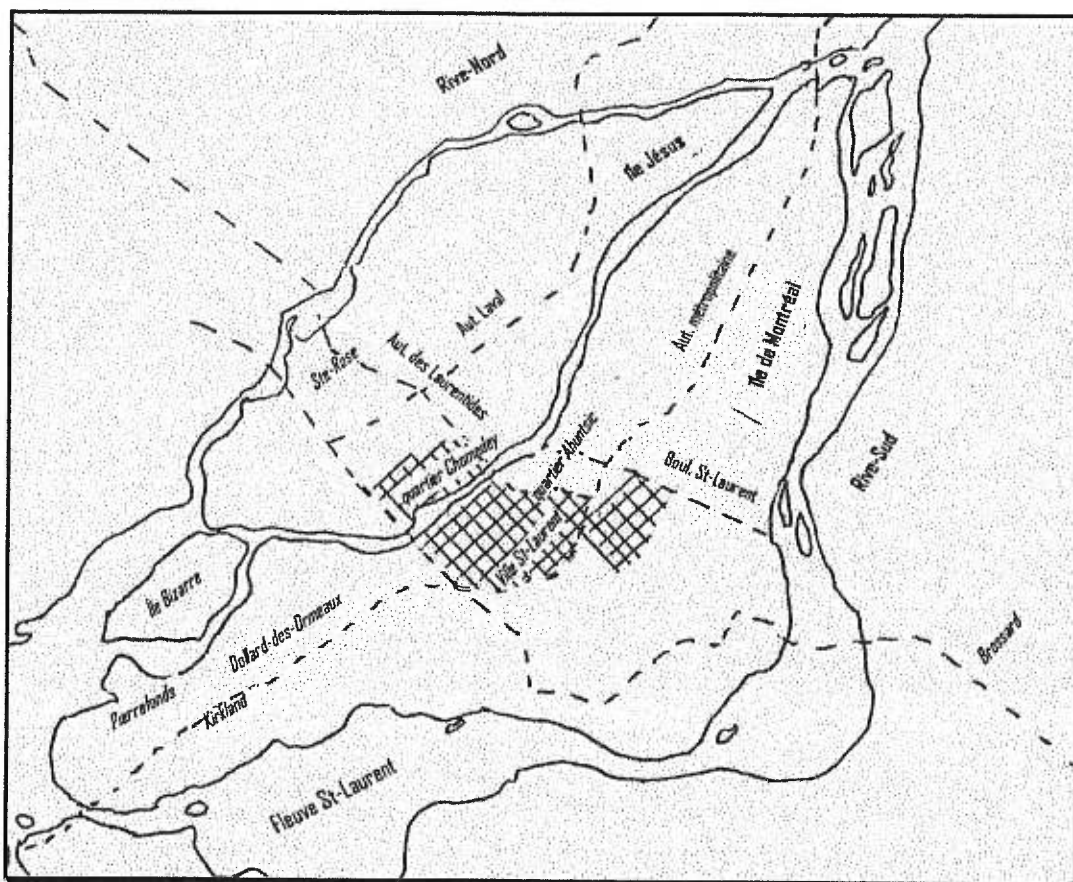 Rive-Nord
Île Jésus
Aut. Laval
Aut. métropolitaine
Île de Montréal
Ste-Rose
Aut. des Laurentides
quartier Chomedey
quartier Ahuntsic
Boul. St-Laurent
Rive-Sud
Ville St-Laurent
Île Bizarre
Dollard-des-Ormeaux
Brossard
Pierrefonds
Kirkland
Fleuve St-Laurent